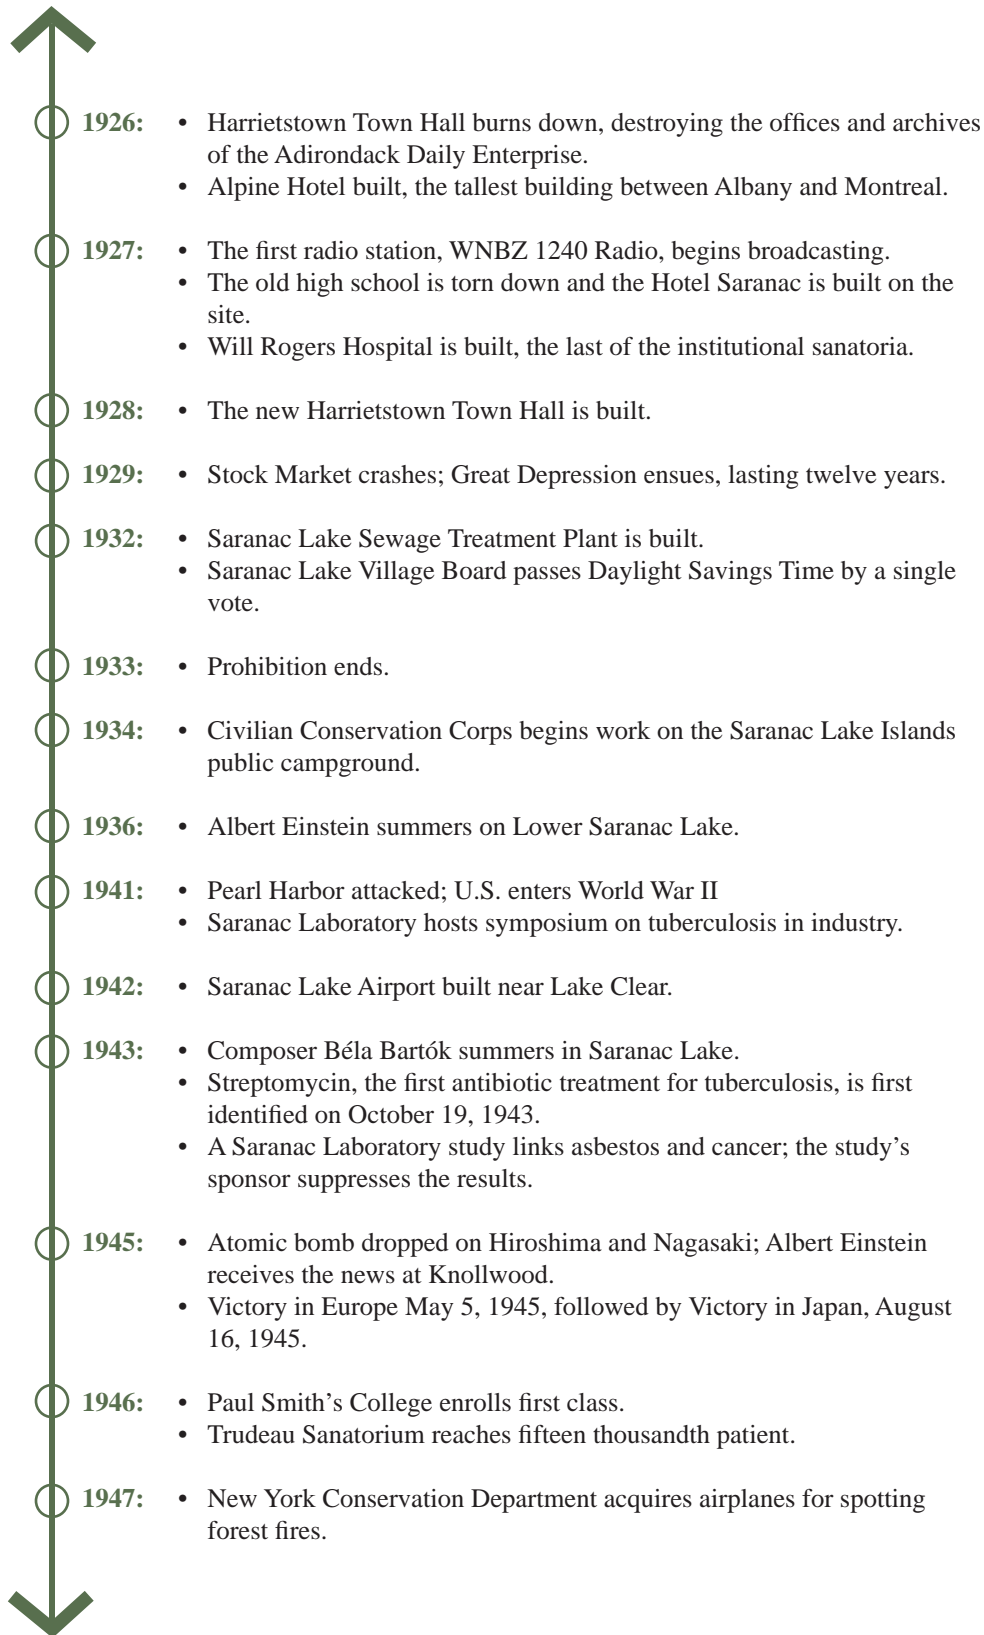 1926: • Harrietstown Town Hall burns down, destroying the offices and archives
of the Adirondack Daily Enterprise.
• Alpine Hotel built, the tallest building between Albany and Montreal.
1927: • The first radio station, WNBZ 1240 Radio, begins broadcasting.
• The old high school is torn down and the Hotel Saranac is built on the
site.
• Will Rogers Hospital is built, the last of the institutional sanatoria.
1928: • The new Harrietstown Town Hall is built.
1929: • Stock Market crashes; Great Depression ensues, lasting twelve years.
1932: • Saranac Lake Sewage Treatment Plant is built.
• Saranac Lake Village Board passes Daylight Savings Time by a single
vote.
1933: • Prohibition ends.
1934: • Civilian Conservation Corps begins work on the Saranac Lake Islands
public campground.
1936: • Albert Einstein summers on Lower Saranac Lake.
1941: • Pearl Harbor attacked; U.S. enters World War II
• Saranac Laboratory hosts symposium on tuberculosis in industry.
1942: • Saranac Lake Airport built near Lake Clear.
1943: • Composer Béla Bartók summers in Saranac Lake.
• Streptomycin, the first antibiotic treatment for tuberculosis, is first
identified on October 19, 1943.
• A Saranac Laboratory study links asbestos and cancer; the study’s
sponsor suppresses the results.
1945: • Atomic bomb dropped on Hiroshima and Nagasaki; Albert Einstein
receives the news at Knollwood.
• Victory in Europe May 5, 1945, followed by Victory in Japan, August
16, 1945.
1946: • Paul Smith’s College enrolls first class.
• Trudeau Sanatorium reaches fifteen thousandth patient.
1947: • New York Conservation Department acquires airplanes for spotting
forest fires.